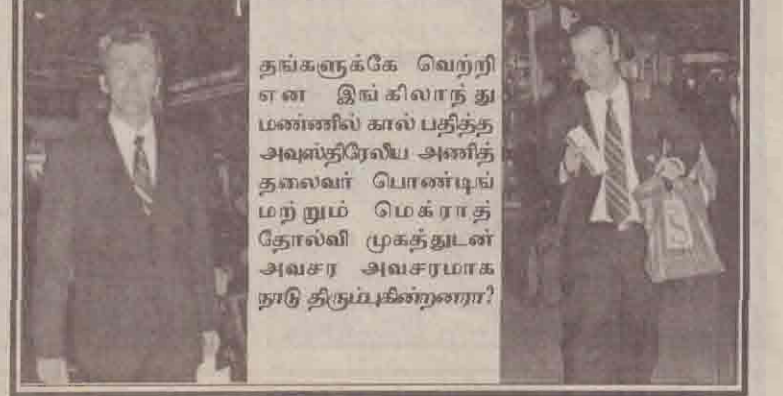 தங்களுக்கே வெற்றி
என இங்கிலாந்து
மண்ணில் கால் பதித்த
அவுஸ்திரேலிய அணித்
தலைவர் பொண்டிங்
மற்றும் மெக்ராத்
தோல்வி முகத்துடன்
அவசர அவசரமாக
நாடு திரும்புகின்றனரா?